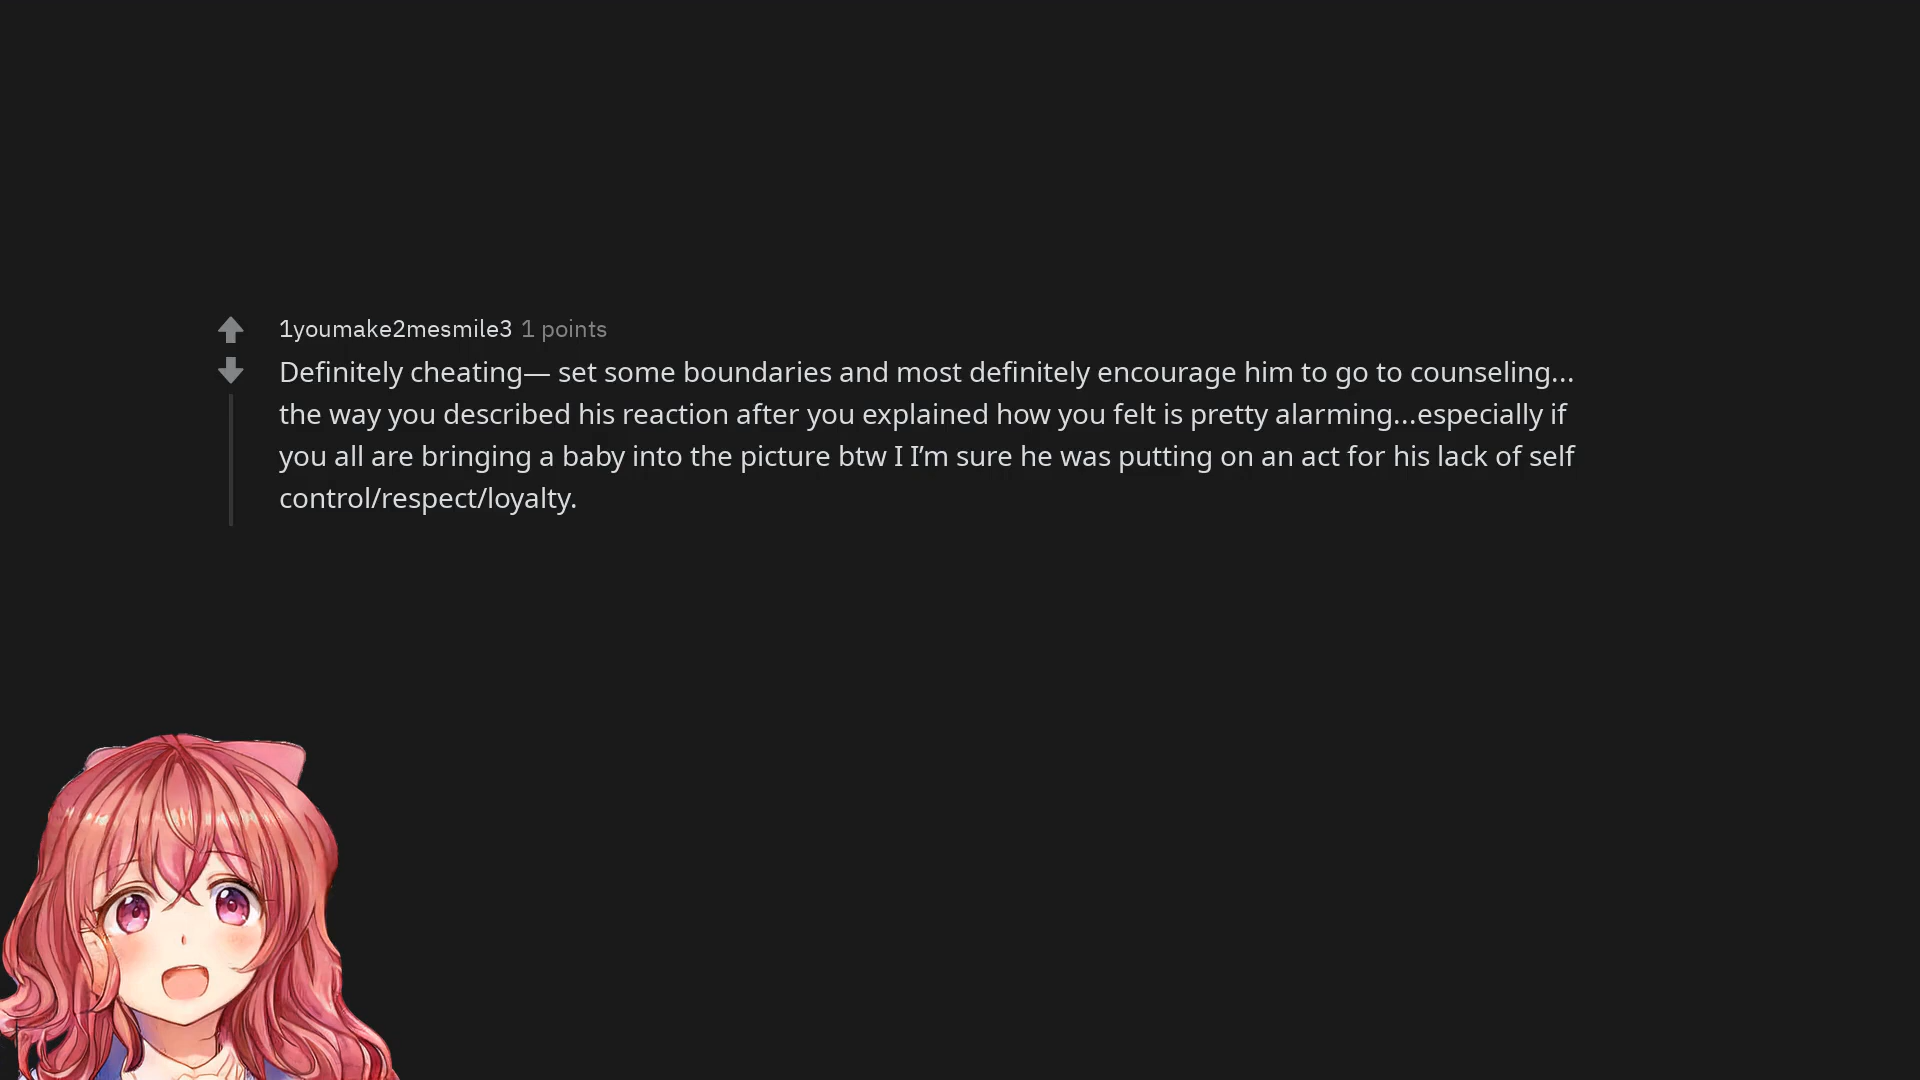 1youmake2mesmile3 1 points
Definitely cheating— set some boundaries and most definitely encourage him to go to counseling...
the way you described his reaction after you explained how you felt is pretty alarming...especially if
you all are bringing a baby into the picture btw I I’m sure he was putting on an act for his lack of self
control/respect/loyalty.